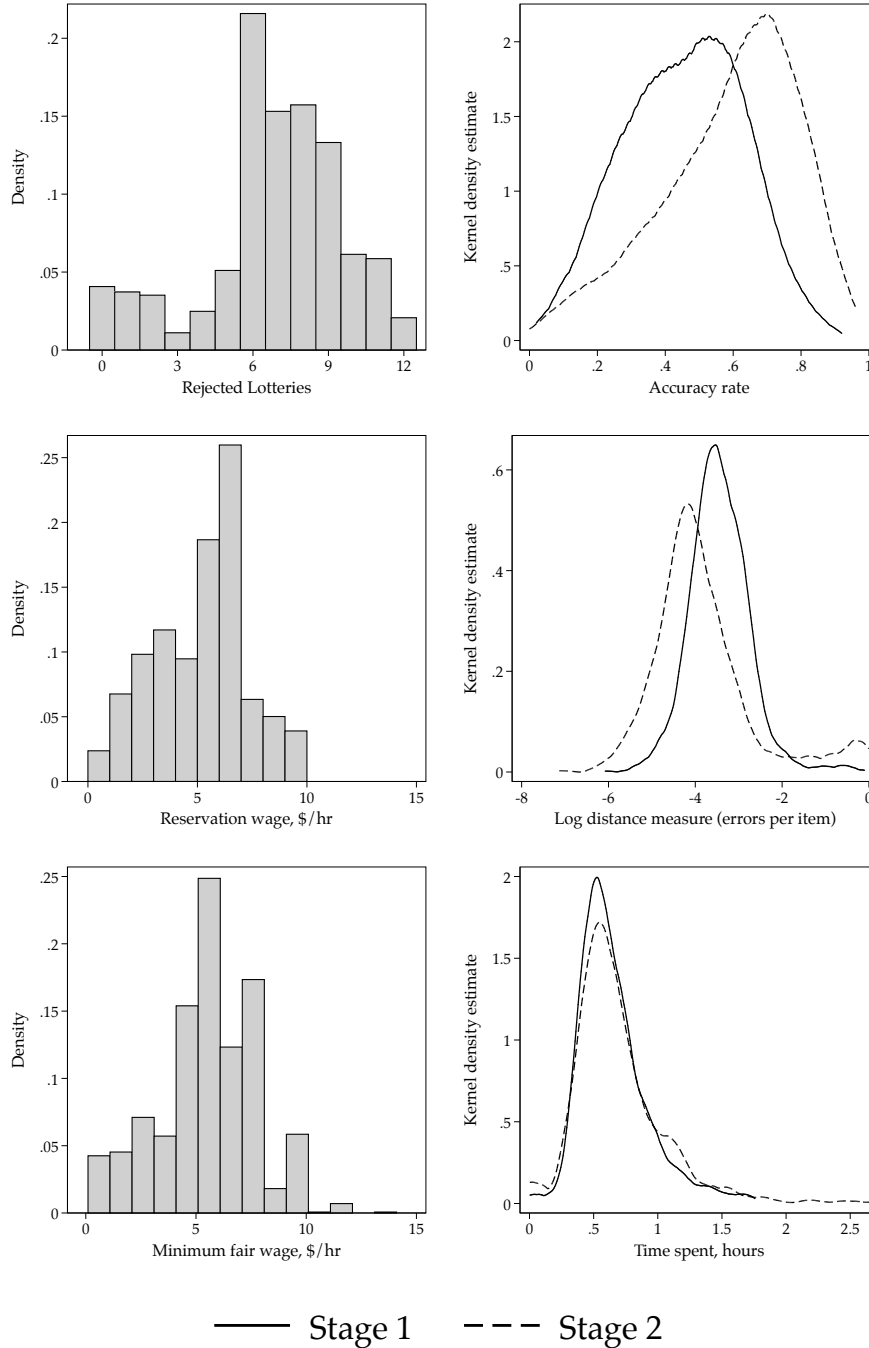 .2
.15
.1
.05
0
Density
0 3 6 9 12
Rejected Lotteries
2
1.5
1
.5
0
Kernel density estimate
0 .2 .4 .6 .8 1
Accuracy rate
.25
.2
.15
.1
.05
0
Density
0 5 10 15
Reservation wage, $/hr
.6
.4
.2
0
Kernel density estimate
-8 -6 -4 -2 0
Log distance measure (errors per item)
.25
.2
.15
.1
.05
0
Density
0 5 10 15
Minimum fair wage, $/hr
2
1.5
1
.5
0
Kernel density estimate
0 .5 1 1.5 2 2.5
Time spent, hours
Stage 1 Stage 2